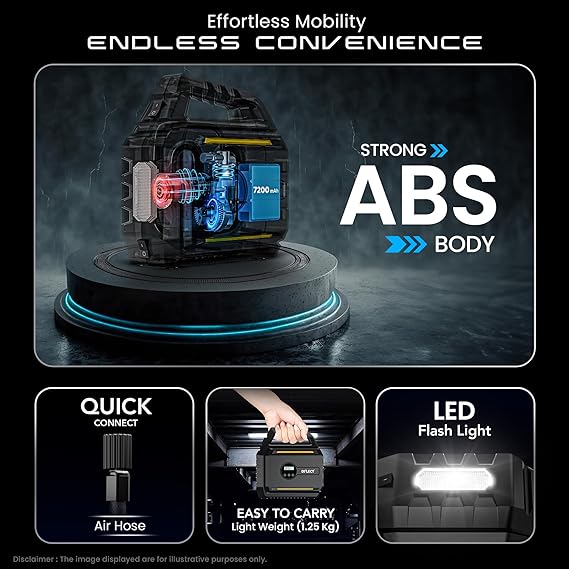 Effortless Mobility
ENDLESS CONVENIENCE
7200 mAh
STRONG
ABS
BODY
QUICK
CONNECT
Air Hose
DFLECT
EASY TO CARRY
Light Weight (1.25 Kg)
LED
Flash Light
Disclaimer : The image displayed are for illustrative purposes only.